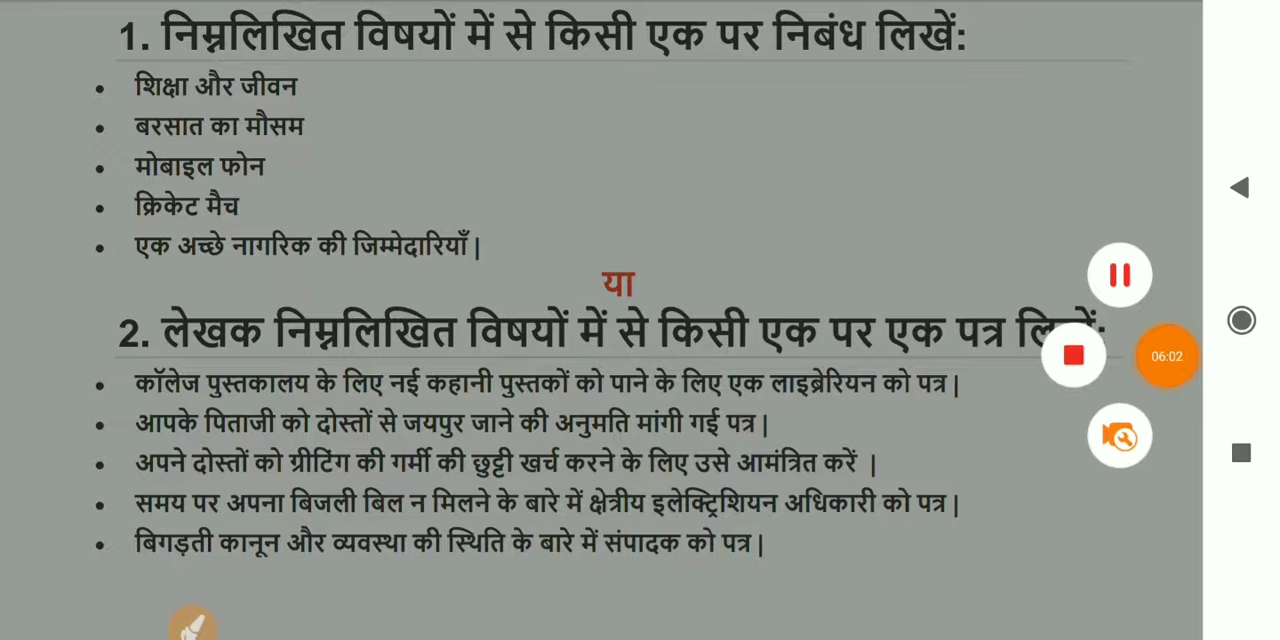 1. निम्नलिखित विषयों में से किसी एक पर निबंध लिखें:
• शिक्षा और जीवन
• बरसात का मौसम
• मोबाइल फोन
• क्रिकेट मैच
• एक अच्छे नागरिक की जिम्मेदारियाँ |
या
2. लेखक निम्नलिखित विषयों में से किसी एक पर एक पत्र
• कॉलेज पुस्तकालय के लिए नई कहानी पुस्तकों को पाने के लिए एक लाइब्रेरियन को पत्र |
• आपके पिताजी को दोस्तों से जयपुर जाने की अनुमति मांगी गई पत्र |
• अपने दोस्तों को ग्रीटिंग की गर्मी की छुट्टी खर्च करने के लिए उसे आमंत्रित करें |
• समय पर अपना बिजली बिल न मिलने के बारे में क्षेत्रीय इलेक्ट्रिशियन अधिकारी को पत्र |
• बिगड़ती कानून और व्यवस्था की स्थिति के बारे में संपादक को पत्र |
06:02